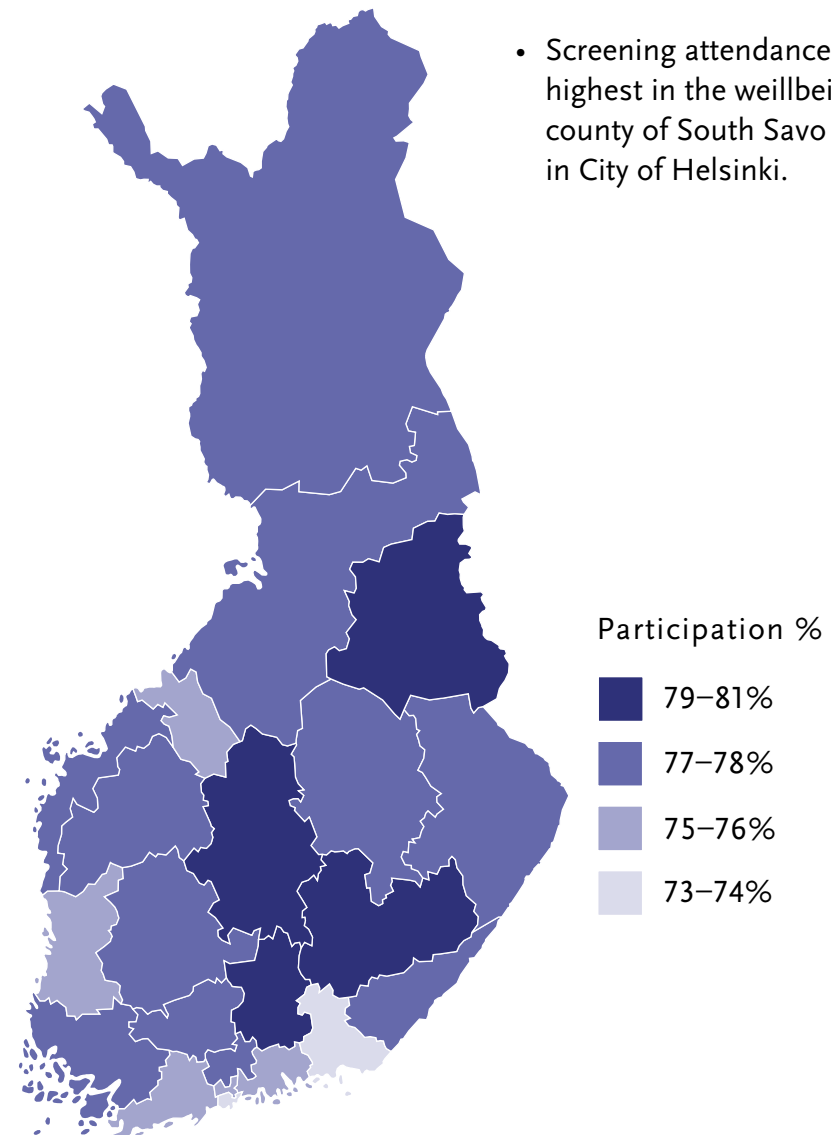 • Screening attendance
highest in the weillbei
county of South Savo
in City of Helsinki.
Participation %
79–81%
77–78%
75–76%
73–74%